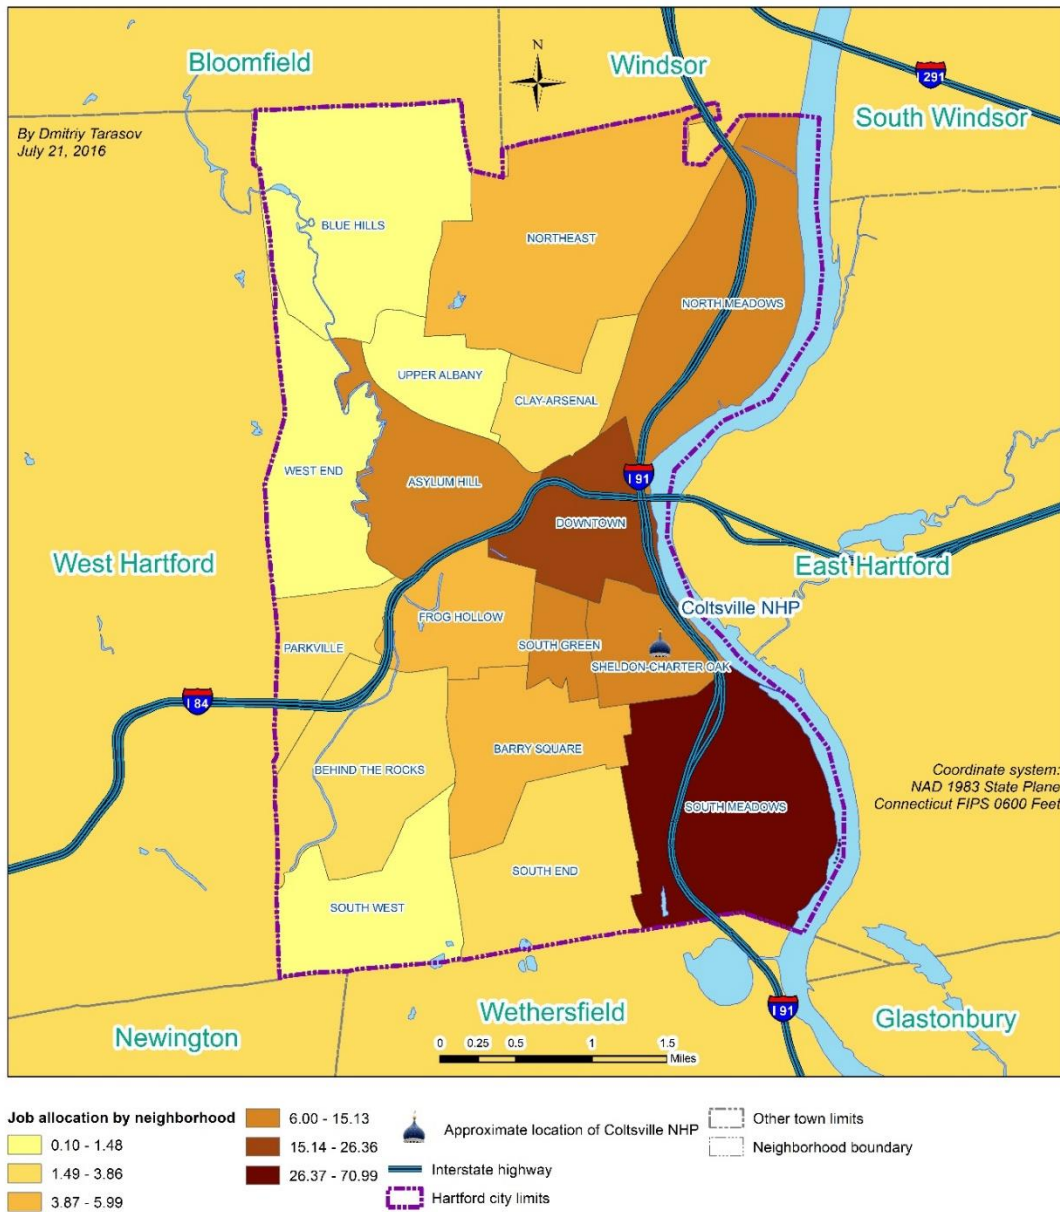 Bloomfield
Windsor
N
I 291
South Windsor
By Dmitriy Tarasov
July 21, 2016
BLUE HILLS
NORTHEAST
NORTH MEADOWS
UPPER ALBANY
CLAY-ARSENAL
WEST END
ASYLUM HILL
I 91
DOWNTOWN
West Hartford
East Hartford
Coltsville NHP
FROG HOLLOW
PARKVILLE
SOUTH GREEN
SHELDON-CHARTER OAK
I 84
BARRY SQUARE
BEHIND THE ROCKS
Coordinate system:
NAD 1983 State Plane
Connecticut FIPS 0600 Feet
SOUTH MEADOWS
SOUTH END
SOUTH WEST
Newington
Wethersfield
I 91
Glastonbury
0 0.25 0.5 1 1.5
Miles
Job allocation by neighborhood
0.10 - 1.48
1.49 - 3.86
3.87 - 5.99
6.00 - 15.13
15.14 - 26.36
26.37 - 70.99
Approximate location of Coltsville NHP
Interstate highway
Hartford city limits
Other town limits
Neighborhood boundary